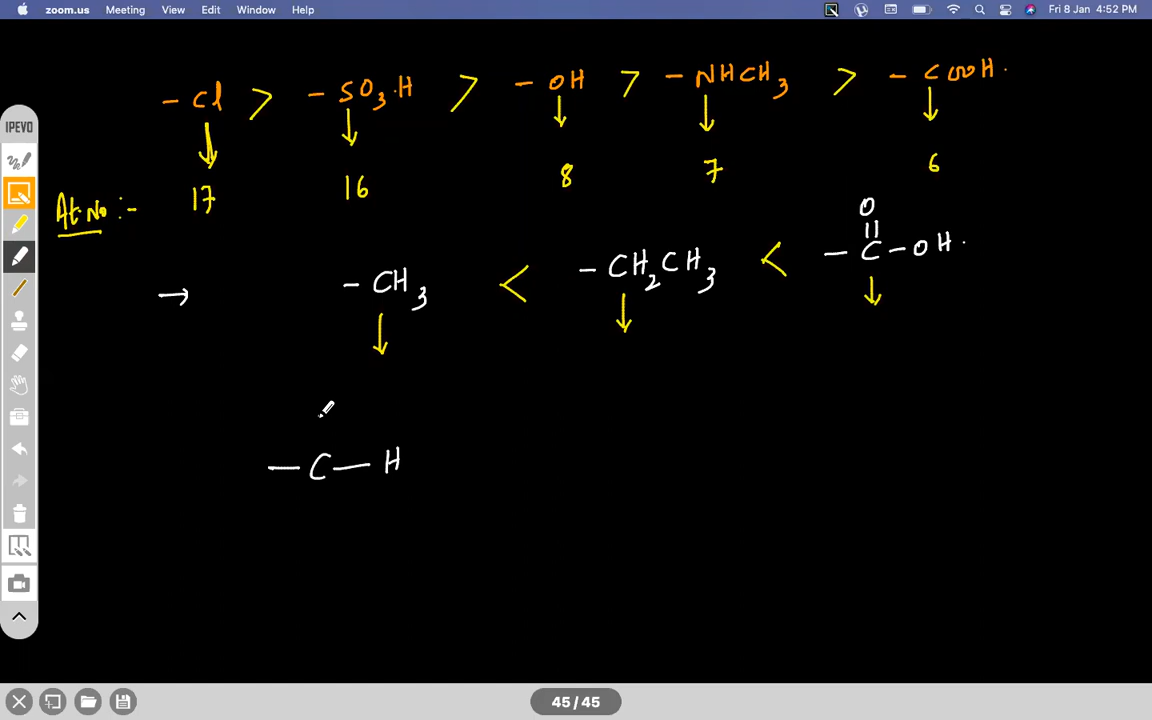 zoom.us Meeting View Edit Window Help Fri 8 Jan 4:52 PM
- Cl > - SO3.H > - OH > - NHCH3 > - COOH.
IPEVO
17 16 8 7 6
At. No :-
O
→ - CH3 < - CH2CH3 < - C - OH.
- C - H
45 / 45